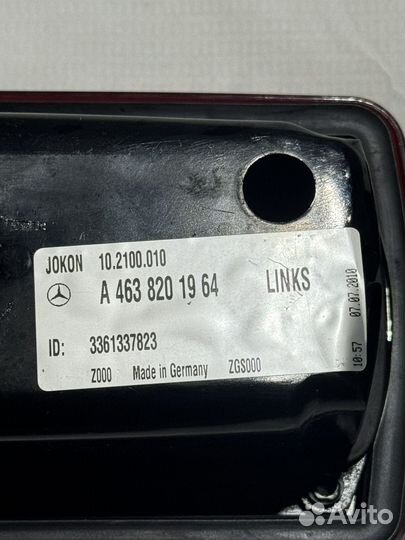 JOKON 10.2100.010
A 463 820 19 64 LINKS
ID: 3361337823
Z000 Made in Germany ZGS000
10:57 07.07.2010
Avito